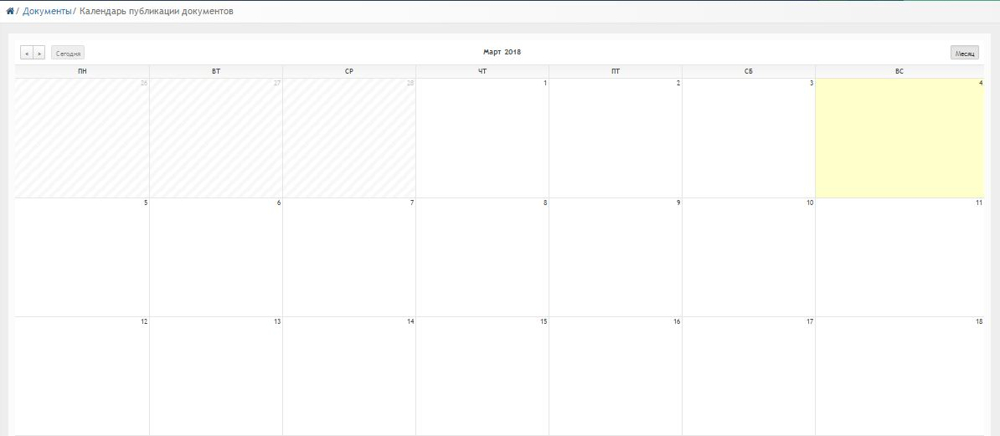 / Документы/ Календарь публикации документов
< > Сегодня Март 2018 Месяц
ПН ВТ СР ЧТ ПТ СБ ВС
26 27 28 1 2 3 4
5 6 7 8 9 10 11
12 13 14 15 16 17 18